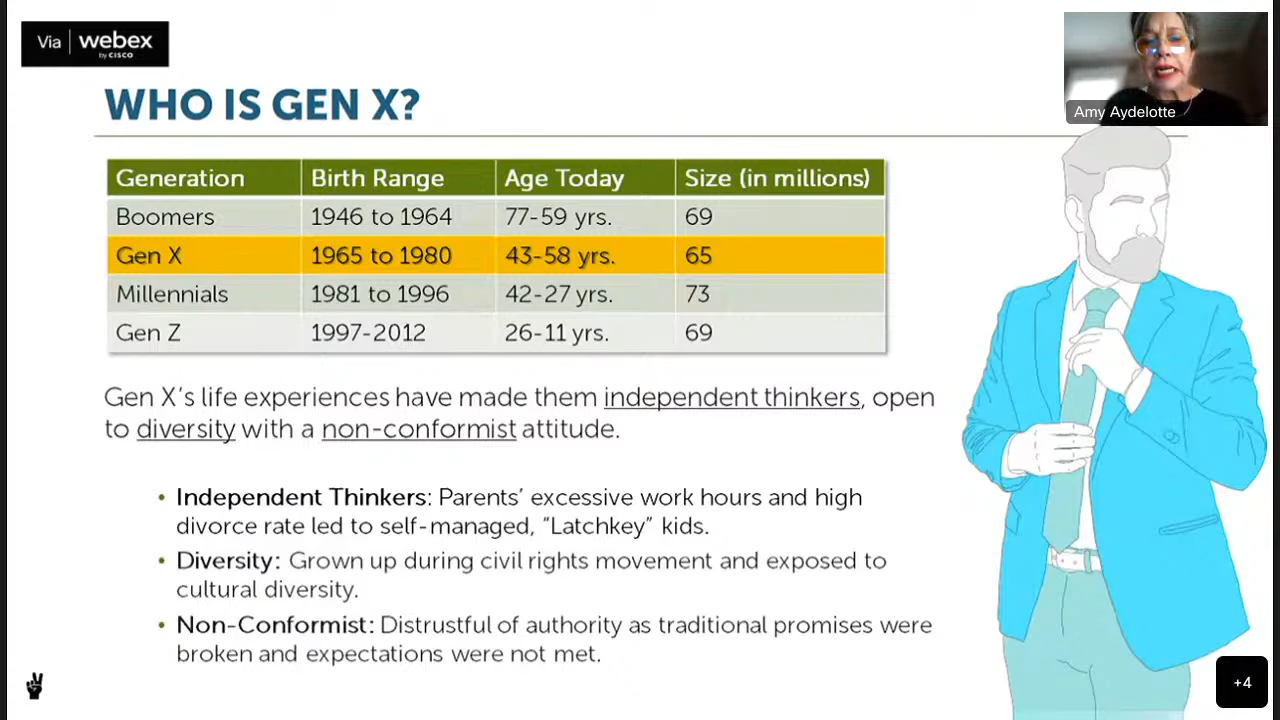 Via webex
by CISCO
WHO IS GEN X?
Amy Aydelotte
Generation Birth Range Age Today Size (in millions)
Boomers 1946 to 1964 77-59 yrs. 69
Gen X 1965 to 1980 43-58 yrs. 65
Millennials 1981 to 1996 42-27 yrs. 73
Gen Z 1997-2012 26-11 yrs. 69
Gen X's life experiences have made them independent thinkers, open
to diversity with a non-conformist attitude.
• Independent Thinkers: Parents' excessive work hours and high
divorce rate led to self-managed, "Latchkey" kids.
• Diversity: Grown up during civil rights movement and exposed to
cultural diversity.
• Non-Conformist: Distrustful of authority as traditional promises were
broken and expectations were not met.
+4